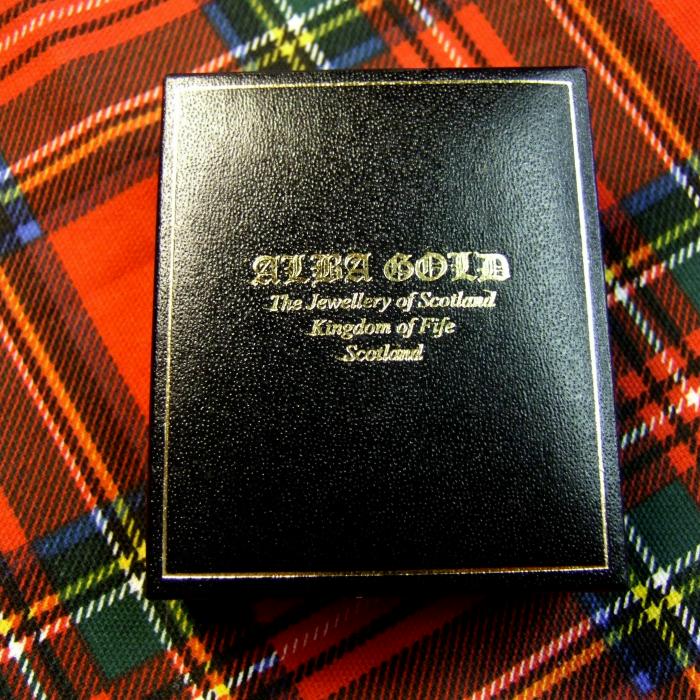 ALBA GOLD
The Jewellery of Scotland
Kingdom of Fife
Scotland